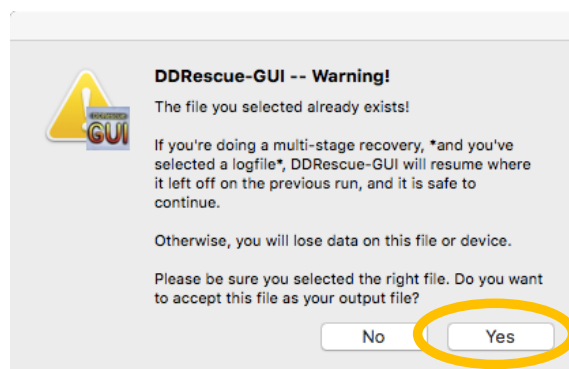 DDRescue-GUI -- Warning!
The file you selected already exists!
If you're doing a multi-stage recovery, *and you've
selected a logfile*, DDRescue-GUI will resume where
it left off on the previous run, and it is safe to
continue.
Otherwise, you will lose data on this file or device.
Please be sure you selected the right file. Do you want
to accept this file as your output file?
DDRESCUE-
GUI
No
Yes